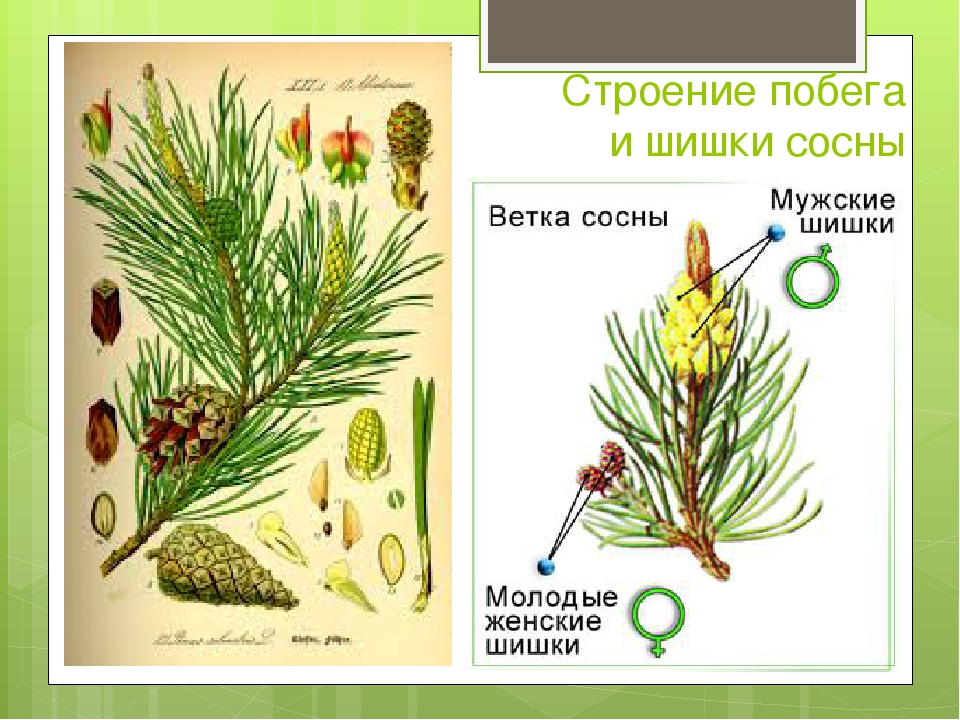 Строение побега
и шишки сосны
Ветка сосны
Мужские
шишки
Молодые
женские
шишки